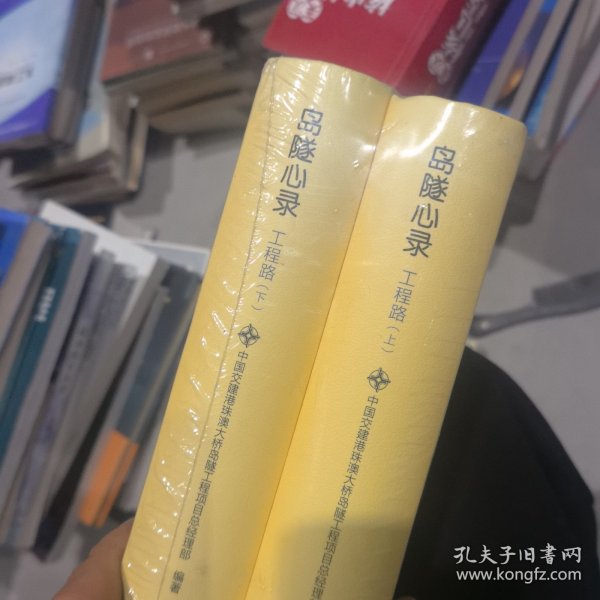 岛隧心录 工程路（下） 中国交建港珠澳大桥岛隧工程项目总经理部 编著
岛隧心录 工程路（上） 中国交建港珠澳大桥岛隧工程项目总经理
孔夫子旧书网
www.kongfz.com